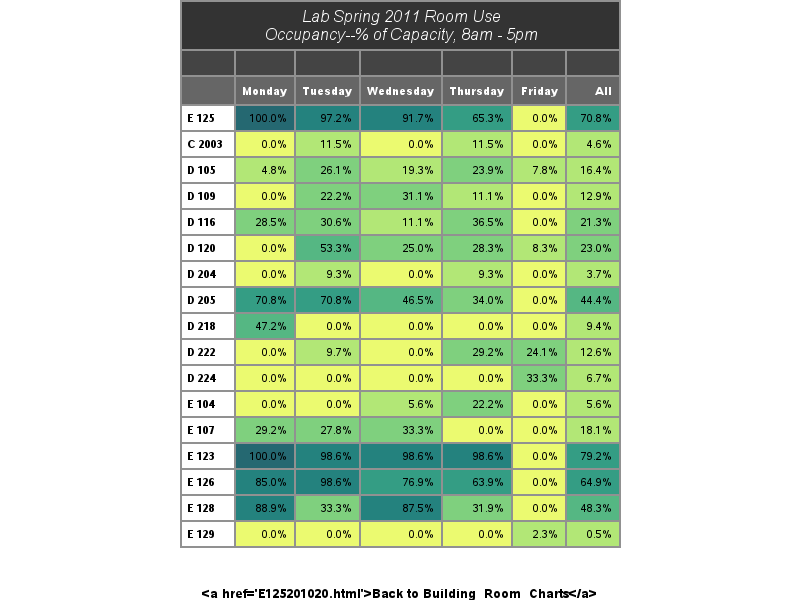 Lab Spring 2011 Room Use
Occupancy--% of Capacity, 8am - 5pm
Monday Tuesday Wednesday Thursday Friday All
E 125 100.0% 97.2% 91.7% 65.3% 0.0% 70.8%
C 2003 0.0% 11.5% 0.0% 11.5% 0.0% 4.6%
D 105 4.8% 26.1% 19.3% 23.9% 7.8% 16.4%
D 109 0.0% 22.2% 31.1% 11.1% 0.0% 12.9%
D 116 28.5% 30.6% 11.1% 36.5% 0.0% 21.3%
D 120 0.0% 53.3% 25.0% 28.3% 8.3% 23.0%
D 204 0.0% 9.3% 0.0% 9.3% 0.0% 3.7%
D 205 70.8% 70.8% 46.5% 34.0% 0.0% 44.4%
D 218 47.2% 0.0% 0.0% 0.0% 0.0% 9.4%
D 222 0.0% 9.7% 0.0% 29.2% 24.1% 12.6%
D 224 0.0% 0.0% 0.0% 0.0% 33.3% 6.7%
E 104 0.0% 0.0% 5.6% 22.2% 0.0% 5.6%
E 107 29.2% 27.8% 33.3% 0.0% 0.0% 18.1%
E 123 100.0% 98.6% 98.6% 98.6% 0.0% 79.2%
E 126 85.0% 98.6% 76.9% 63.9% 0.0% 64.9%
E 128 88.9% 33.3% 87.5% 31.9% 0.0% 48.3%
E 129 0.0% 0.0% 0.0% 0.0% 2.3% 0.5%
<a href='E125201020.html'>Back to Building_Room_Charts</a>